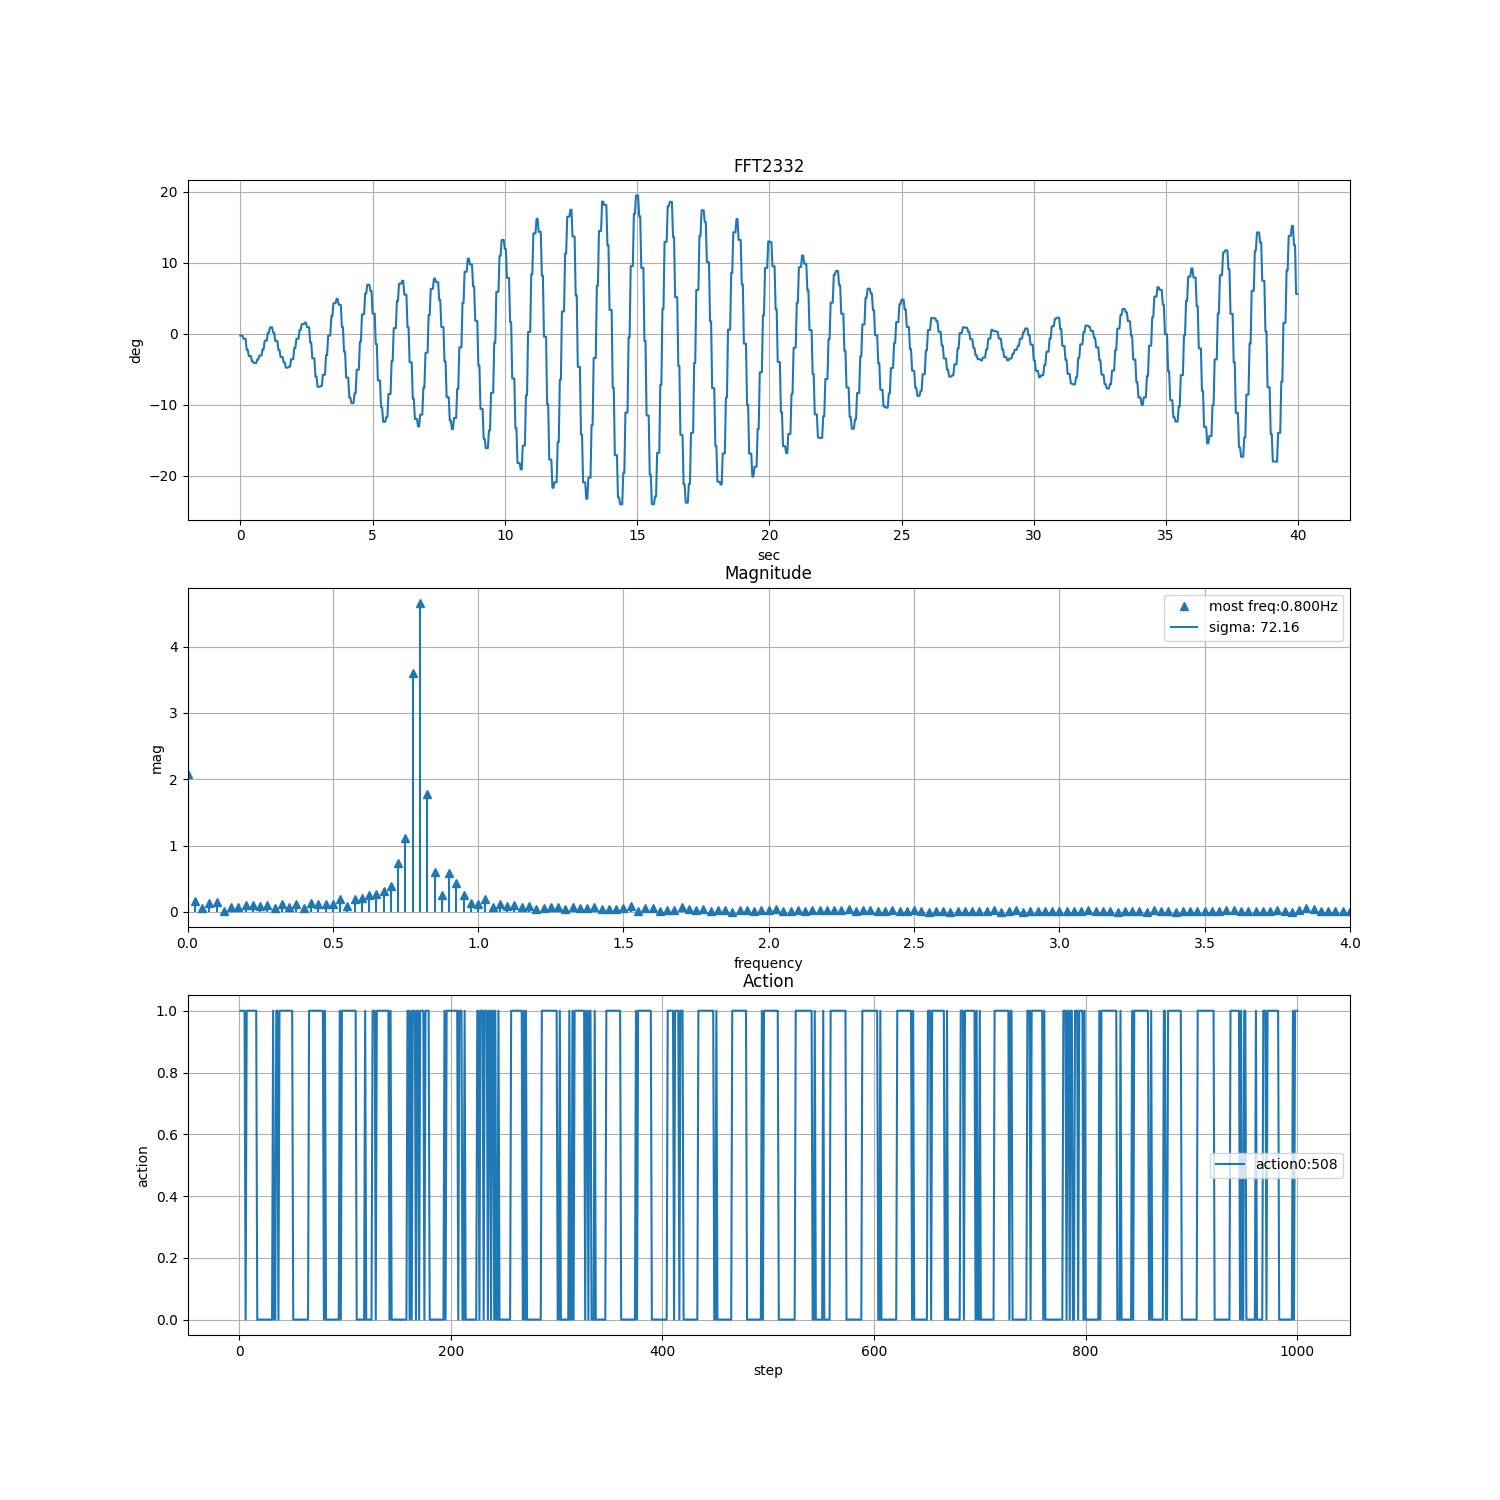 FFT2332
20
10
0
−10
−20
deg
0 5 10 15 20 25 30 35 40
sec
Magnitude
most freq:0.800Hz
sigma: 72.16
4
3
2
1
0
mag
0.0 0.5 1.0 1.5 2.0 2.5 3.0 3.5 4.0
frequency
Action
1.0
0.8
0.6
0.4
0.2
0.0
action
action0:508
0 200 400 600 800 1000
step